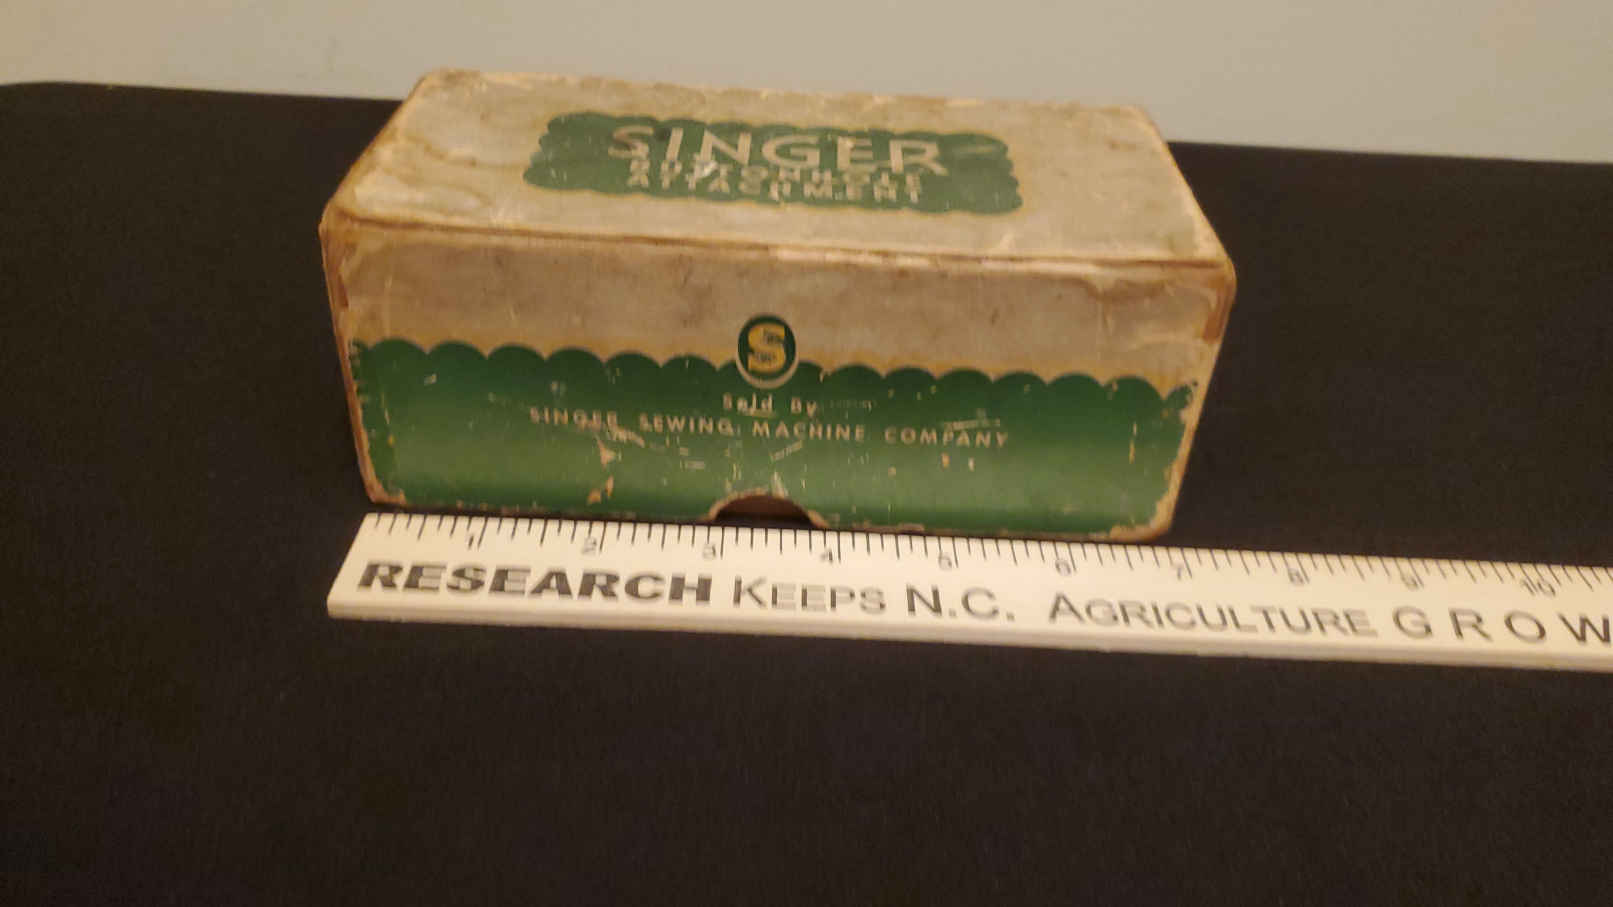 SINGER
BUTTONHOLE
ATTACHMENT
S
Sold By
SINGER SEWING MACHINE COMPANY
1 2 3 4 5 6 7 8 9 10
RESEARCH KEEPS N.C. AGRICULTURE GROW